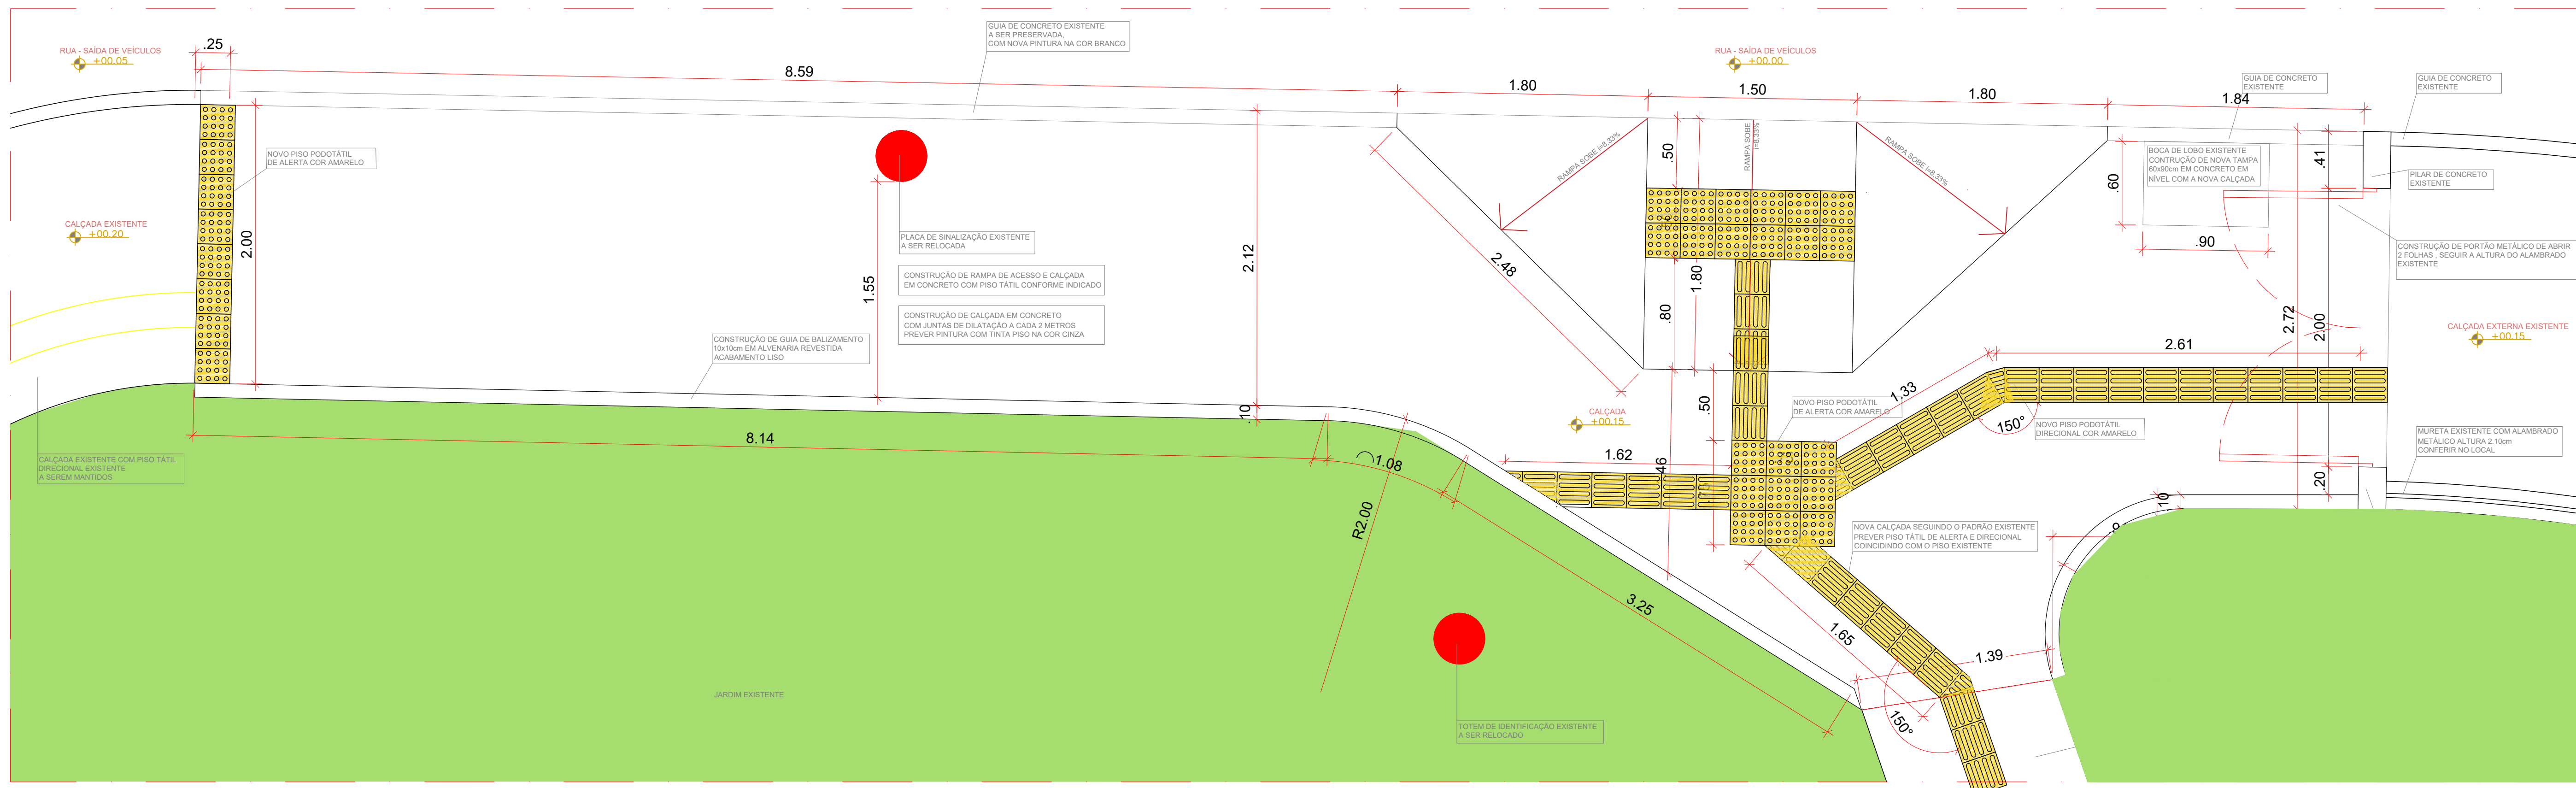 GUIA DE CONCRETO EXISTENTE
A SER PRESERVADA,
COM NOVA PINTURA NA COR BRANCO
RUA - SAÍDA DE VEÍCULOS
+00.05
.25
8.59
RUA - SAÍDA DE VEÍCULOS
+00.00
1.80
1.50
1.80
1.84
GUIA DE CONCRETO
EXISTENTE
GUIA DE CONCRETO
EXISTENTE
NOVO PISO PODOTÁTIL
DE ALERTA COR AMARELO
2.00
CALÇADA EXISTENTE
+00.20
PLACA DE SINALIZAÇÃO EXISTENTE
A SER RELOCADA
CONSTRUÇÃO DE RAMPA DE ACESSO E CALÇADA
EM CONCRETO COM PISO TÁTIL CONFORME INDICADO
CONSTRUÇÃO DE CALÇADA EM CONCRETO
COM JUNTAS DE DILATAÇÃO A CADA 2 METROS
PREVER PINTURA COM TINTA PISO NA COR CINZA
1.55
2.12
CONSTRUÇÃO DE GUIA DE BALIZAMENTO
10x10cm EM ALVENARIA REVESTIDA
ACABAMENTO LISO
.10
8.14
RAMPA SOBE i=8,33%
RAMPA SOBE
i=8,33%
RAMPA SOBE i=8,33%
.50
2.48
1.80
.80
.50
BOCA DE LOBO EXISTENTE
CONTRUÇÃO DE NOVA TAMPA
60x90cm EM CONCRETO EM
NÍVEL COM A NOVA CALÇADA
.60
.90
.41
PILAR DE CONCRETO
EXISTENTE
CONSTRUÇÃO DE PORTÃO METÁLICO DE ABRIR
2 FOLHAS , SEGUIR A ALTURA DO ALAMBRADO
EXISTENTE
2.72
2.00
CALÇADA EXTERNA EXISTENTE
+00.15
2.61
1.33
150°
NOVO PISO PODOTÁTIL
DE ALERTA COR AMARELO
NOVO PISO PODOTÁTIL
DIRECIONAL COR AMARELO
CALÇADA
+00.15
1.62
.46
MURETA EXISTENTE COM ALAMBRADO
METÁLICO ALTURA 2.10cm
CONFERIR NO LOCAL
.20
.10
CALÇADA EXISTENTE COM PISO TÁTIL
DIRECIONAL EXISTENTE
A SEREM MANTIDOS
1.08
R2.00
3.25
NOVA CALÇADA SEGUINDO O PADRÃO EXISTENTE
PREVER PISO TÁTIL DE ALERTA E DIRECIONAL
COINCIDINDO COM O PISO EXISTENTE
1.65
1.39
150°
JARDIM EXISTENTE
TOTEM DE IDENTIFICAÇÃO EXISTENTE
A SER RELOCADO